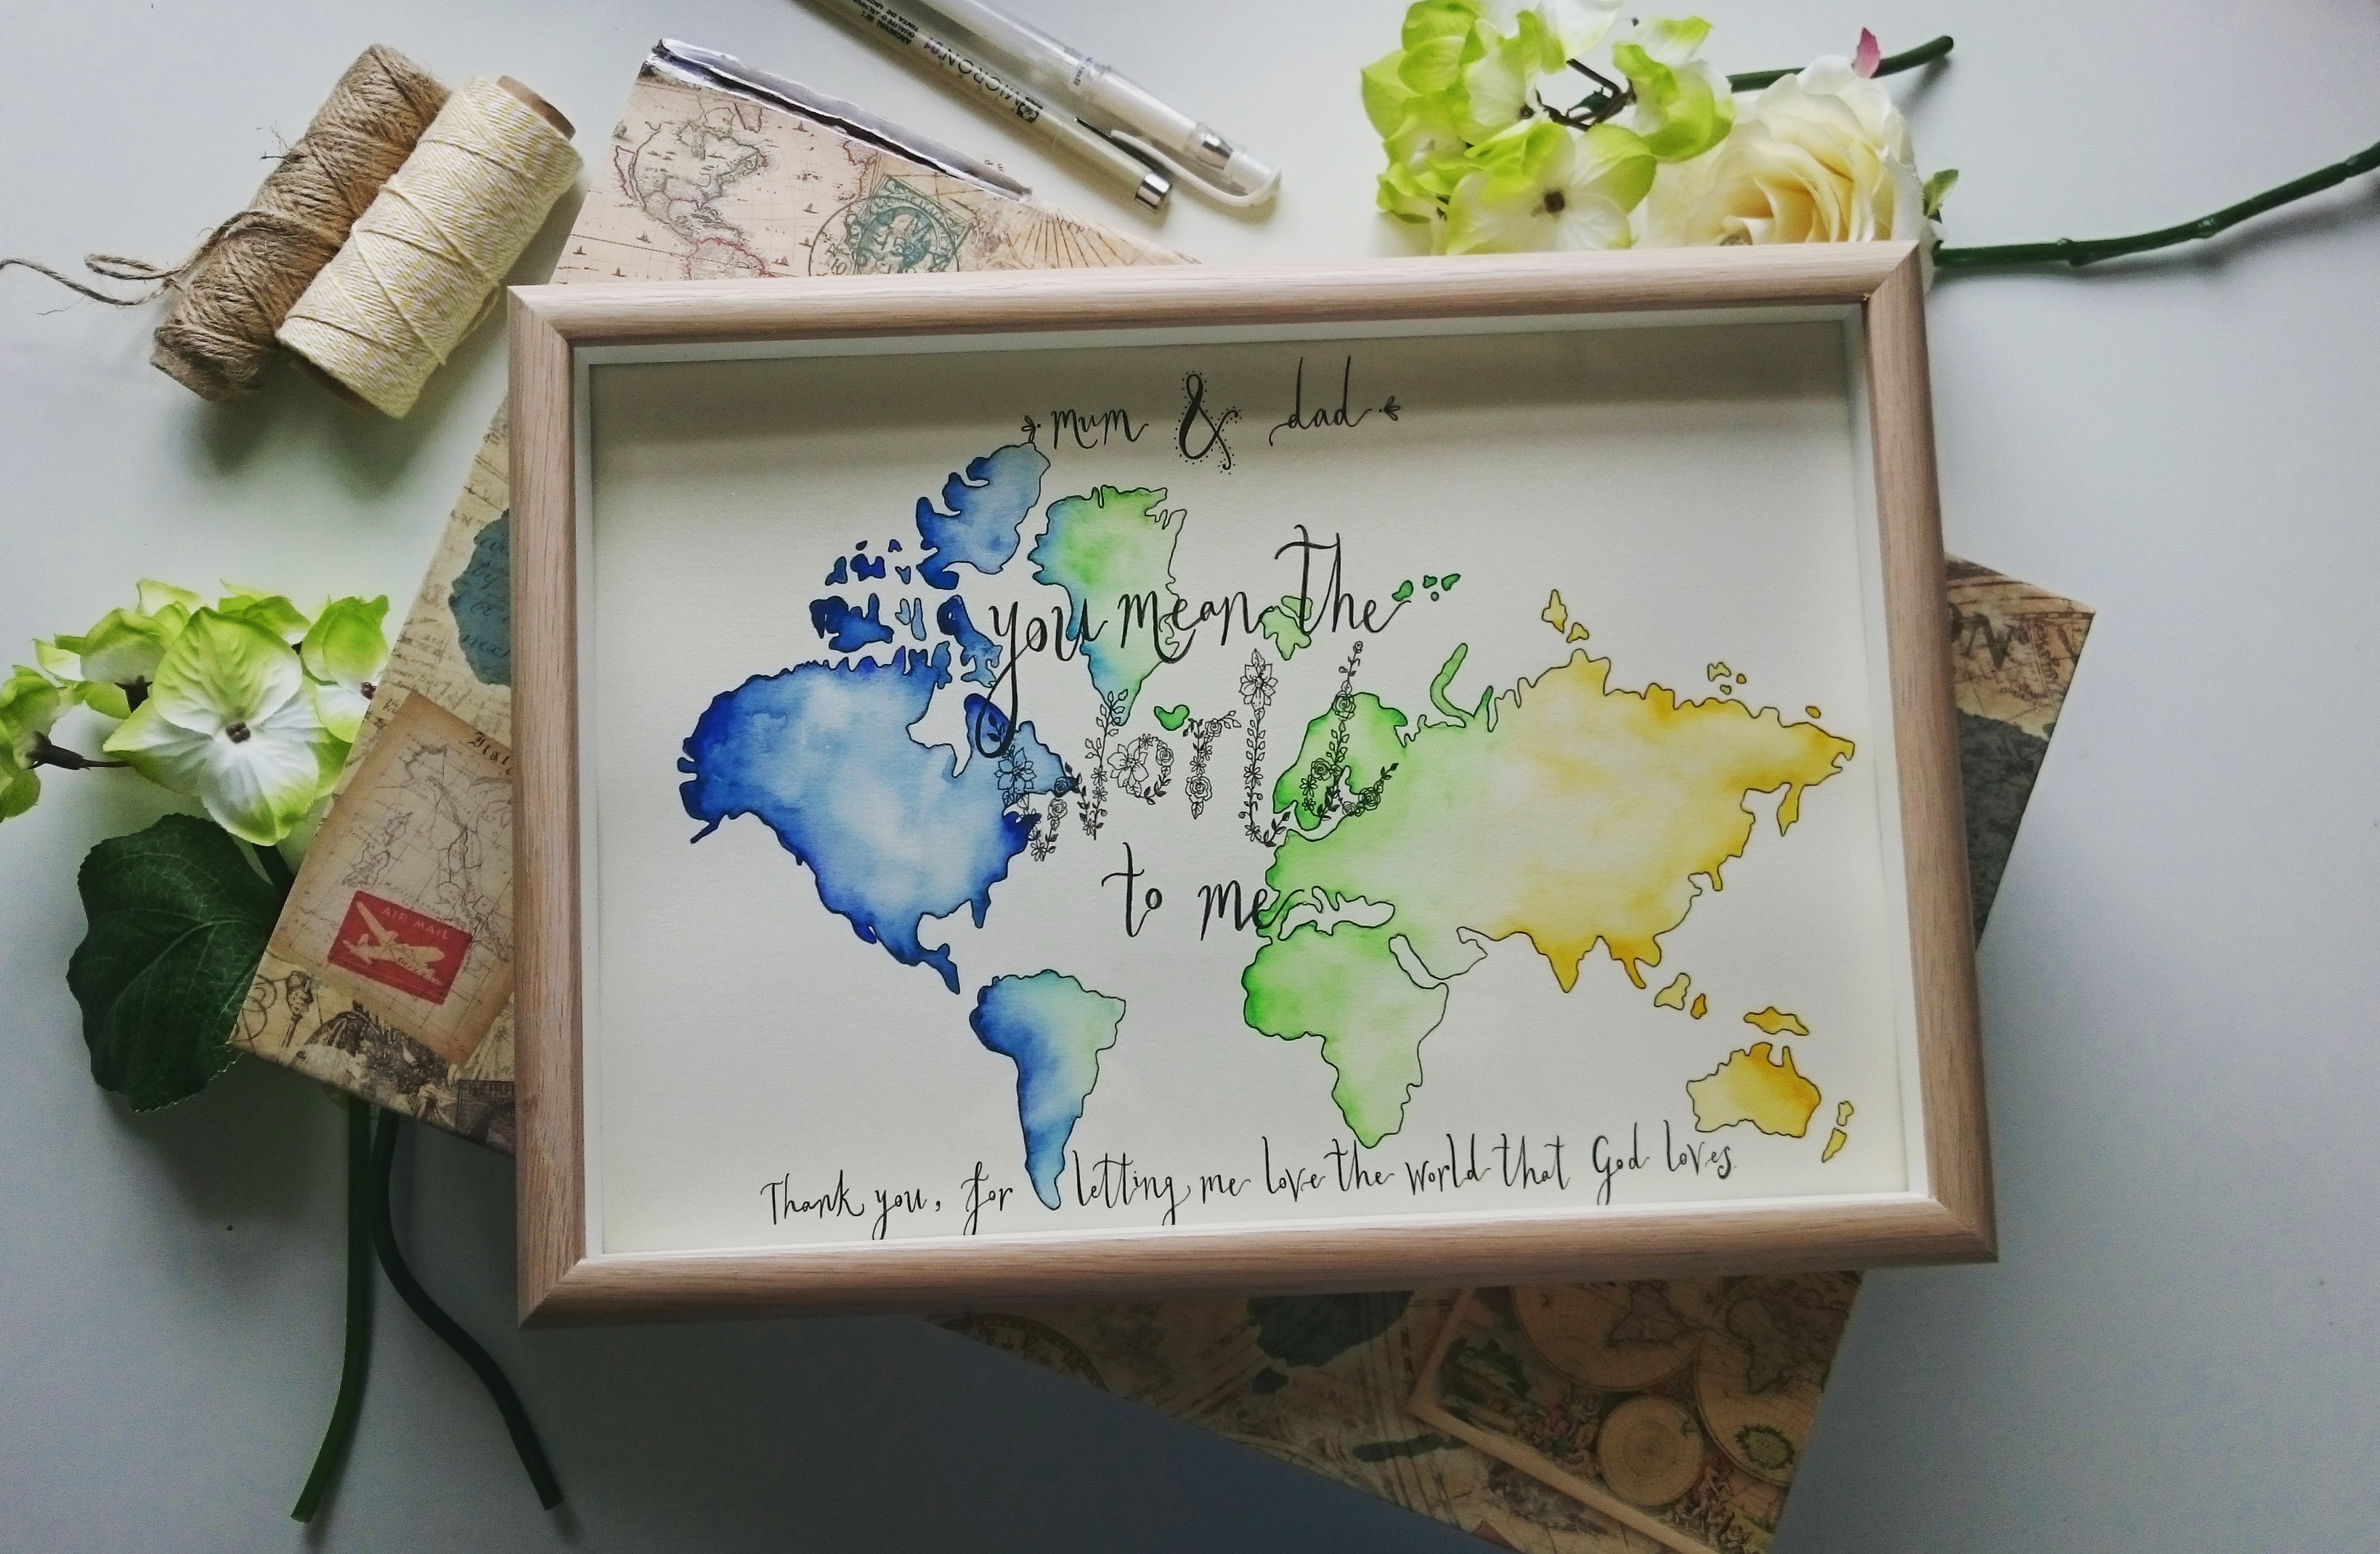 MICRON 01
mum & dad
you mean the
world
to me
AIR MAIL
Thank you, for letting me love the world that God loves.